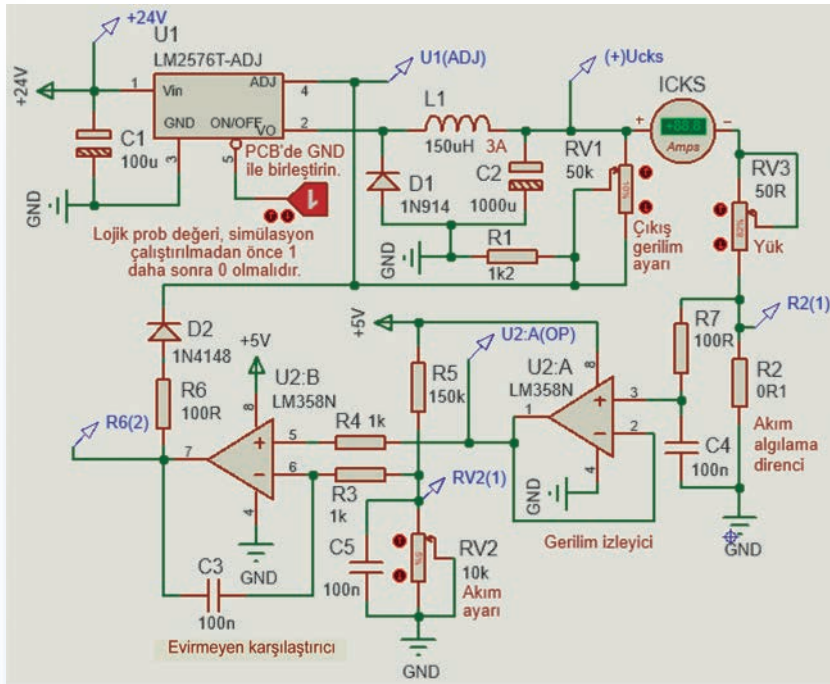 +24V
U1
LM2576T-ADJ
+24V
1
Vin
ADJ
4
U1(ADJ)
(+)Ucks
ICKS
GND
ON/OFF
VO
2
3
5
C1
100u
GND
PCB'de GND
ile birleştirin.
1
Lojik prob değeri, simülasyon
çalıştırılmadan önce 1
daha sonra 0 olmalıdır.
L1
150uH
3A
D1
1N914
C2
1000u
RV1
50k
Çıkış
gerilim
ayarı
+
-
Amps
RV3
50R
Yük
GND
R1
1k2
D2
1N4148
R6
100R
R6(2)
+5V
8
U2:B
LM358N
7
+
5
-
6
4
GND
R4
1k
R3
1k
C3
100n
Evirmeyen karşılaştırıcı
+5V
R5
150k
U2:A(OP)
RV2(1)
C5
100n
RV2
10k
Akım
ayarı
GND
U2:A
LM358N
8
1
+
3
-
2
4
GND
Gerilim izleyici
R7
100R
C4
100n
R2(1)
R2
0R1
Akım
algılama
direnci
GND